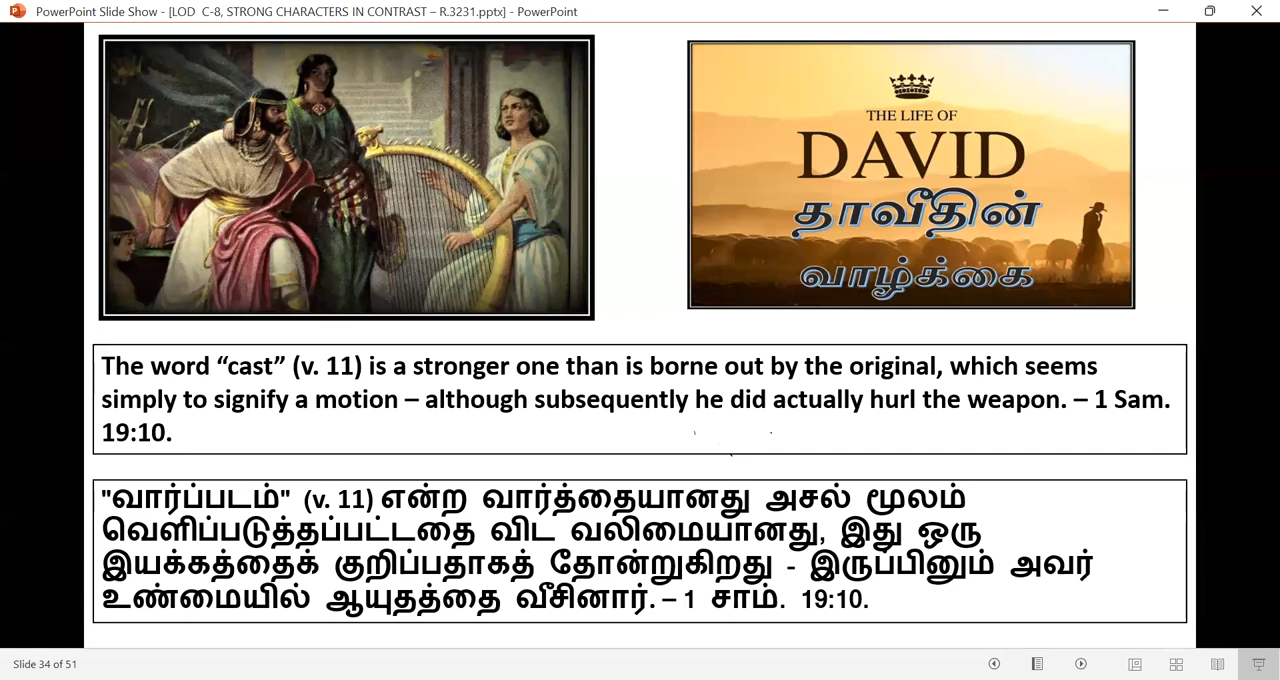 PowerPoint Slide Show - [LOD  C-8, STRONG CHARACTERS IN CONTRAST – R.3231.pptx] - PowerPoint
THE LIFE OF
DAVID
தாவீதின்
வாழ்க்கை
The word “cast” (v. 11) is a stronger one than is borne out by the original, which seems
simply to signify a motion – although subsequently he did actually hurl the weapon. – 1 Sam.
19:10.
"வார்ப்படம்" (v. 11) என்ற வார்த்தையானது அசல் மூலம்
வெளிப்படுத்தப்பட்டதை விட வலிமையானது, இது ஒரு
இயக்கத்தைக் குறிப்பதாகத் தோன்றுகிறது - இருப்பினும் அவர்
உண்மையில் ஆயுதத்தை வீசினார். – 1 சாம். 19:10.
Slide 34 of 51